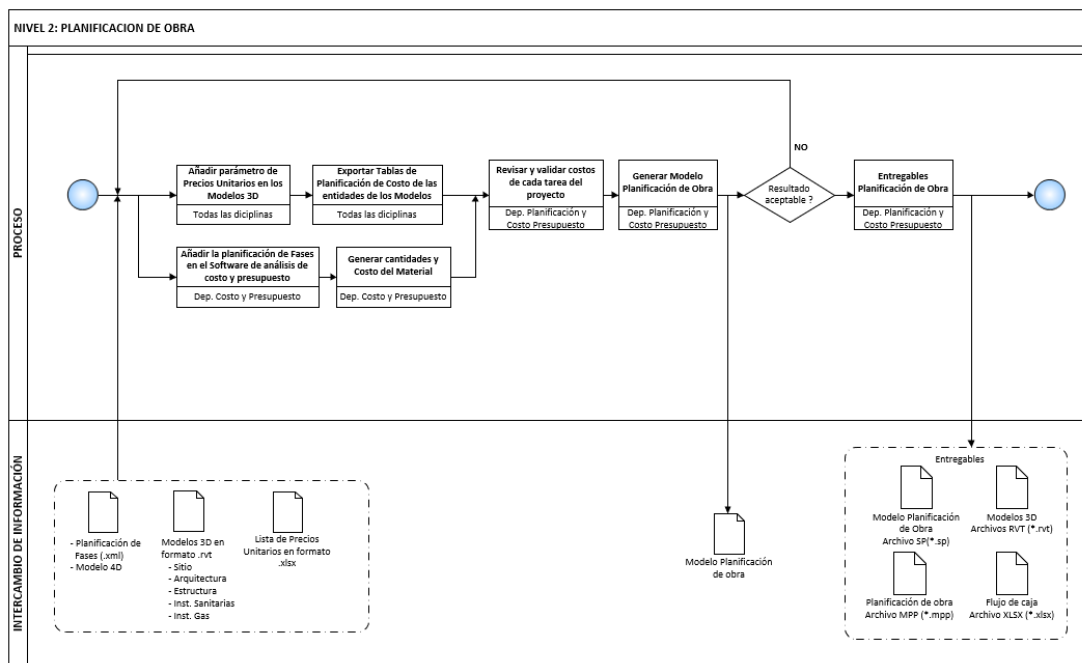 NIVEL 2: PLANIFICACION DE OBRA
PROCESO
NO
Añadir parámetro de
Precios Unitarios en los
Modelos 3D
Todas las diciplinas
Exportar Tablas de
Planificación de Costo de las
entidades de los Modelos
Todas las diciplinas
Revisar y validar costos
de cada tarea del
proyecto
Dep. Planificación y
Costo Presupuesto
Generar Modelo
Planificación de Obra
Dep. Planificación y
Costo Presupuesto
Resultado
aceptable ?
Entregables
Planificación de Obra
Dep. Planificación y
Costo Presupuesto
Añadir la planificación de Fases
en el Software de análisis de
costo y presupuesto
Dep. Costo y Presupuesto
Generar cantidades y
Costo del Material
Dep. Costo y Presupuesto
INTERCAMBIO DE INFORMACIÓN
- Planificación de
Fases (.xml)
- Modelo 4D
Modelos 3D en
formato .rvt
- Sitio
- Arquitectura
- Estructura
- Inst. Sanitarias
- Inst. Gas
Lista de Precios
Unitarios en formato
.xlsx
Modelo Planificación
de obra
Entregables
Modelo Planificación
de Obra
Archivo SP(*.sp)
Modelos 3D
Archivos RVT (*.rvt)
Planificación de obra
Archivo MPP (*.mpp)
Flujo de caja
Archivo XLSX (*.xlsx)